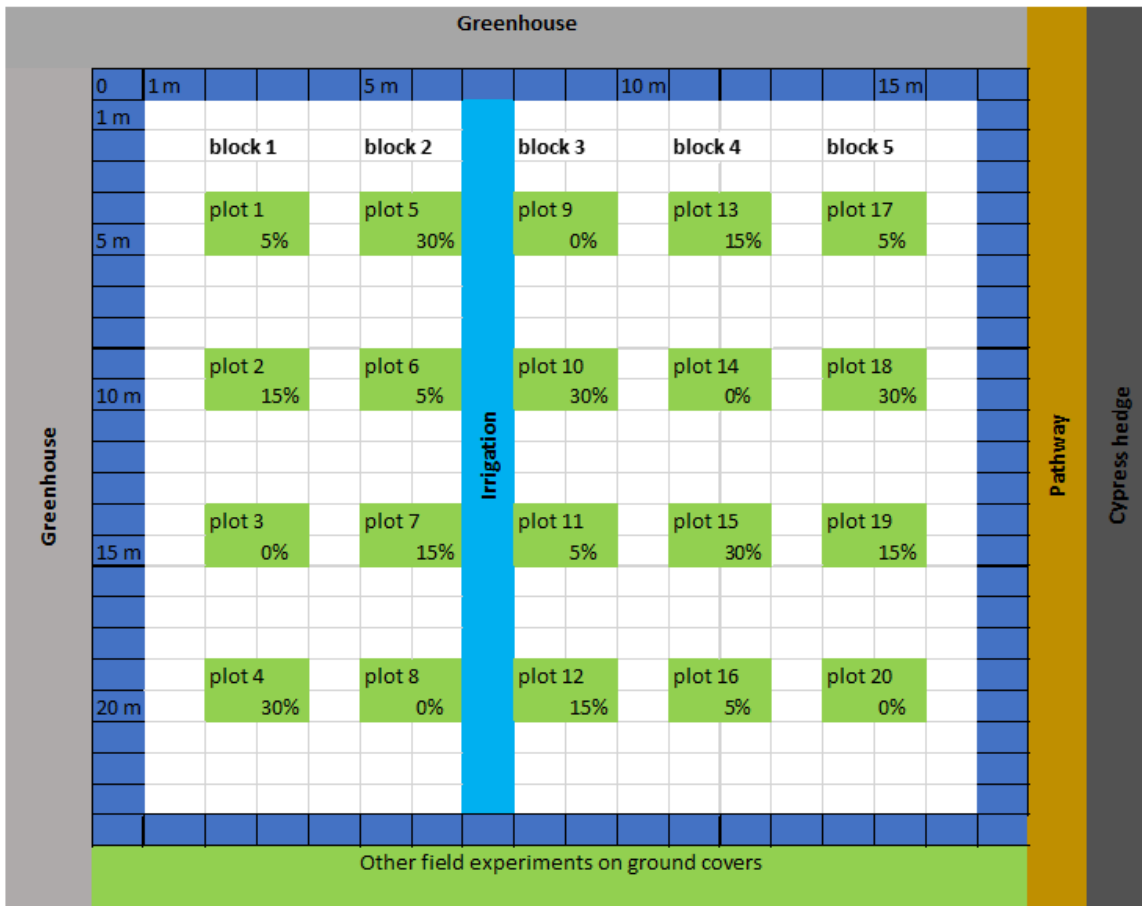 Greenhouse
0 1 m 5 m 10 m 15 m
1 m
block 1 block 2 block 3 block 4 block 5
plot 1 plot 5 plot 9 plot 13 plot 17
5 m 5% 30% 0% 15% 5%
plot 2 plot 6 plot 10 plot 14 plot 18
10 m 15% 5% 30% 0% 30%
Greenhouse
Irrigation
Pathway
Cypress hedge
plot 3 plot 7 plot 11 plot 15 plot 19
15 m 0% 15% 5% 30% 15%
plot 4 plot 8 plot 12 plot 16 plot 20
20 m 30% 0% 15% 5% 0%
Other field experiments on ground covers